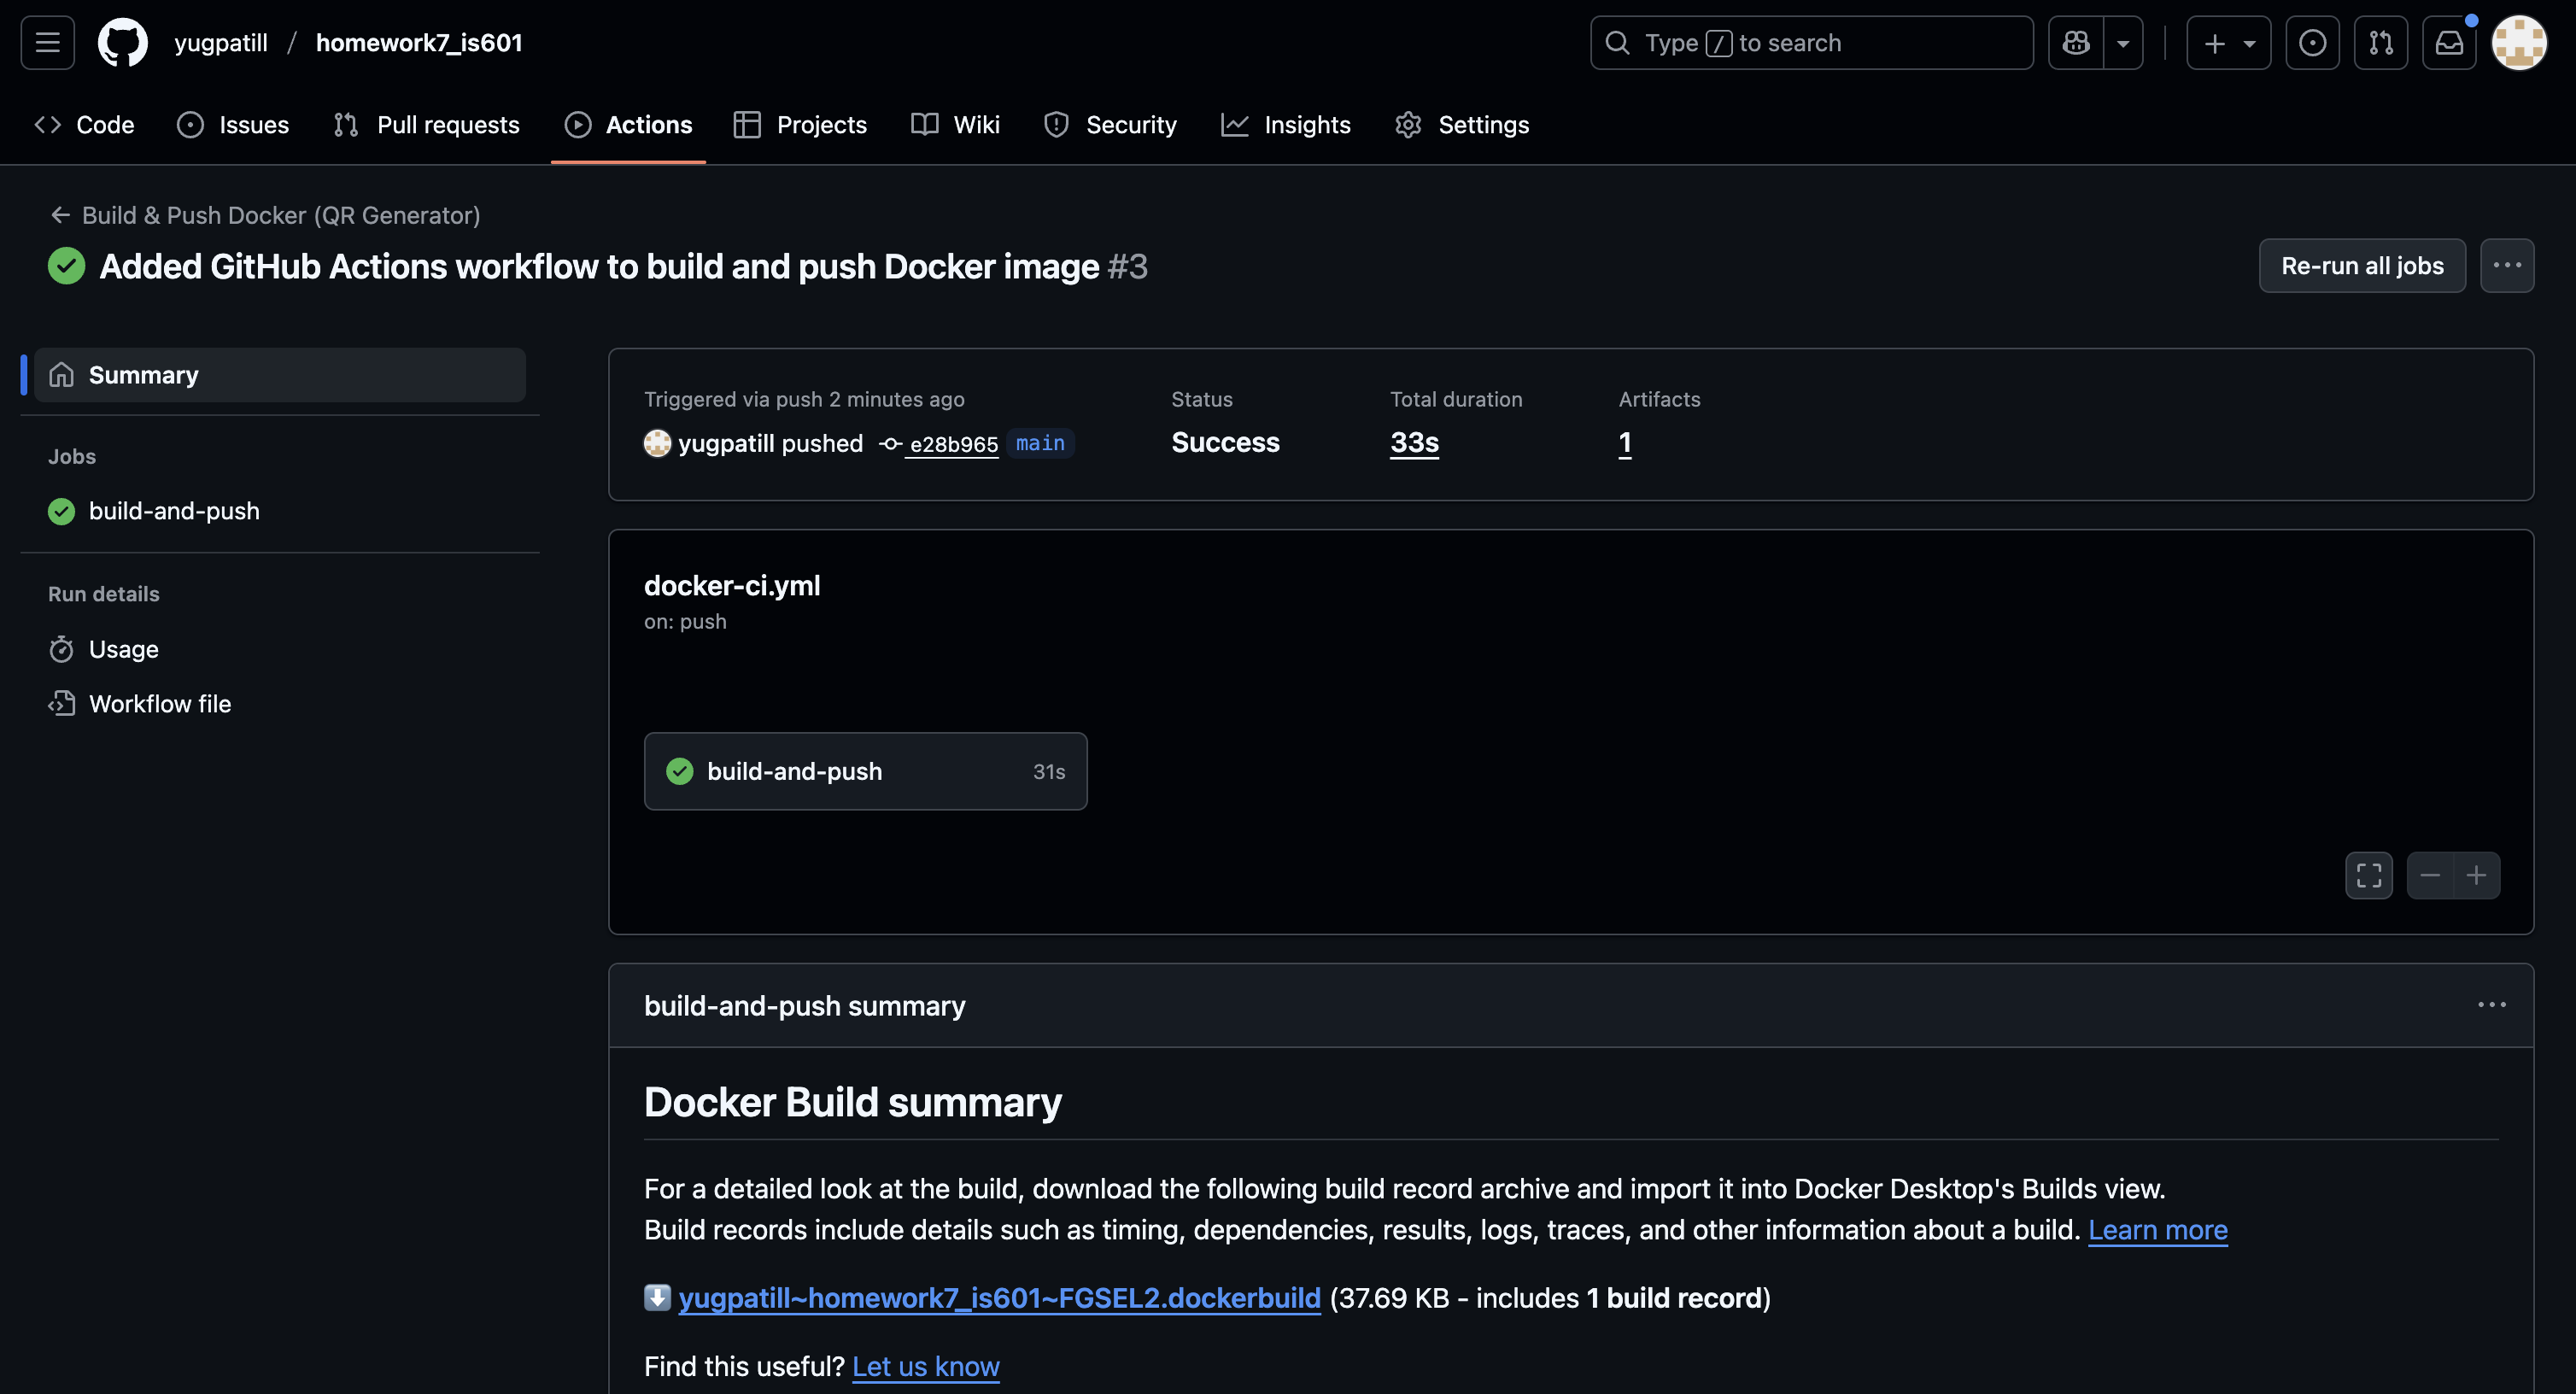 yugpatill / homework7_is601
Type / to search
Code
Issues
Pull requests
Actions
Projects
Wiki
Security
Insights
Settings
Build & Push Docker (QR Generator)
Added GitHub Actions workflow to build and push Docker image #3
Re-run all jobs
Summary
Jobs
build-and-push
Run details
Usage
Workflow file
Triggered via push 2 minutes ago
yugpatill pushed e28b965 main
Status
Success
Total duration
33s
Artifacts
1
docker-ci.yml
on: push
build-and-push 31s
build-and-push summary
Docker Build summary
For a detailed look at the build, download the following build record archive and import it into Docker Desktop's Builds view.
Build records include details such as timing, dependencies, results, logs, traces, and other information about a build. Learn more
yugpatill~homework7_is601~FGSEL2.dockerbuild (37.69 KB - includes 1 build record)
Find this useful? Let us know